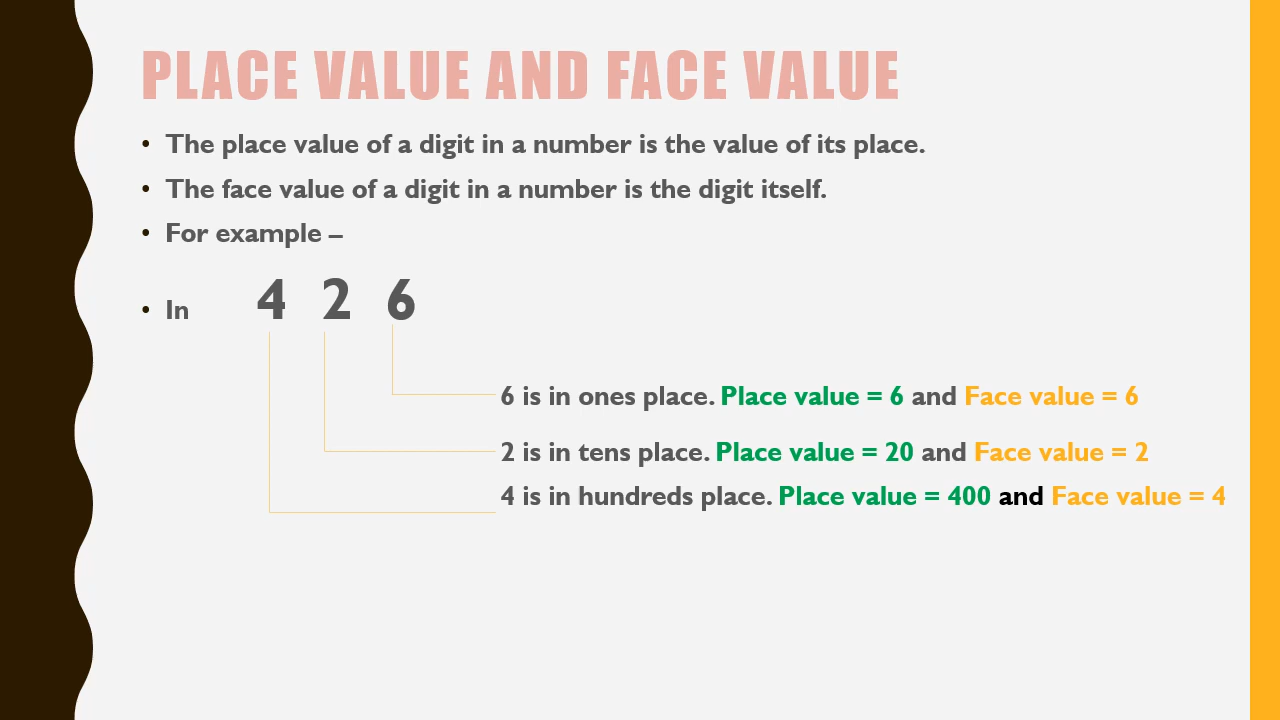 PLACE VALUE AND FACE VALUE
• The place value of a digit in a number is the value of its place.
• The face value of a digit in a number is the digit itself.
• For example –
• In 4 2 6
6 is in ones place. Place value = 6 and Face value = 6
2 is in tens place. Place value = 20 and Face value = 2
4 is in hundreds place. Place value = 400 and Face value = 4